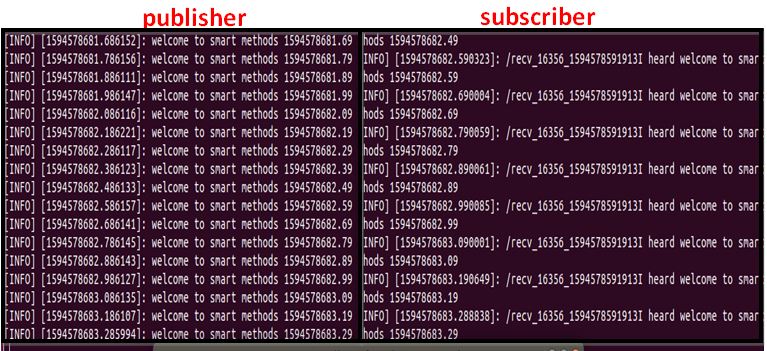 publisher
[INFO] [1594578681.686152]: welcome to smart methods 1594578681.69
[INFO] [1594578681.786156]: welcome to smart methods 1594578681.79
[INFO] [1594578681.886111]: welcome to smart methods 1594578681.89
[INFO] [1594578681.986147]: welcome to smart methods 1594578681.99
[INFO] [1594578682.086116]: welcome to smart methods 1594578682.09
[INFO] [1594578682.186221]: welcome to smart methods 1594578682.19
[INFO] [1594578682.286117]: welcome to smart methods 1594578682.29
[INFO] [1594578682.386123]: welcome to smart methods 1594578682.39
[INFO] [1594578682.486133]: welcome to smart methods 1594578682.49
[INFO] [1594578682.586157]: welcome to smart methods 1594578682.59
[INFO] [1594578682.686141]: welcome to smart methods 1594578682.69
[INFO] [1594578682.786145]: welcome to smart methods 1594578682.79
[INFO] [1594578682.886143]: welcome to smart methods 1594578682.89
[INFO] [1594578682.986127]: welcome to smart methods 1594578682.99
[INFO] [1594578683.086135]: welcome to smart methods 1594578683.09
[INFO] [1594578683.186107]: welcome to smart methods 1594578683.19
[INFO] [1594578683.285994]: welcome to smart methods 1594578683.29
subscriber
hods 1594578682.49
INFO] [1594578682.590323]: /recv_16356_1594578591913I heard welcome to smar
hods 1594578682.59
INFO] [1594578682.690004]: /recv_16356_1594578591913I heard welcome to smar
hods 1594578682.69
INFO] [1594578682.790059]: /recv_16356_1594578591913I heard welcome to smar
hods 1594578682.79
INFO] [1594578682.890061]: /recv_16356_1594578591913I heard welcome to smar
hods 1594578682.89
INFO] [1594578682.990085]: /recv_16356_1594578591913I heard welcome to smar
hods 1594578682.99
INFO] [1594578683.090001]: /recv_16356_1594578591913I heard welcome to smar
hods 1594578683.09
INFO] [1594578683.190649]: /recv_16356_1594578591913I heard welcome to smar
hods 1594578683.19
INFO] [1594578683.288838]: /recv_16356_1594578591913I heard welcome to smar
hods 1594578683.29